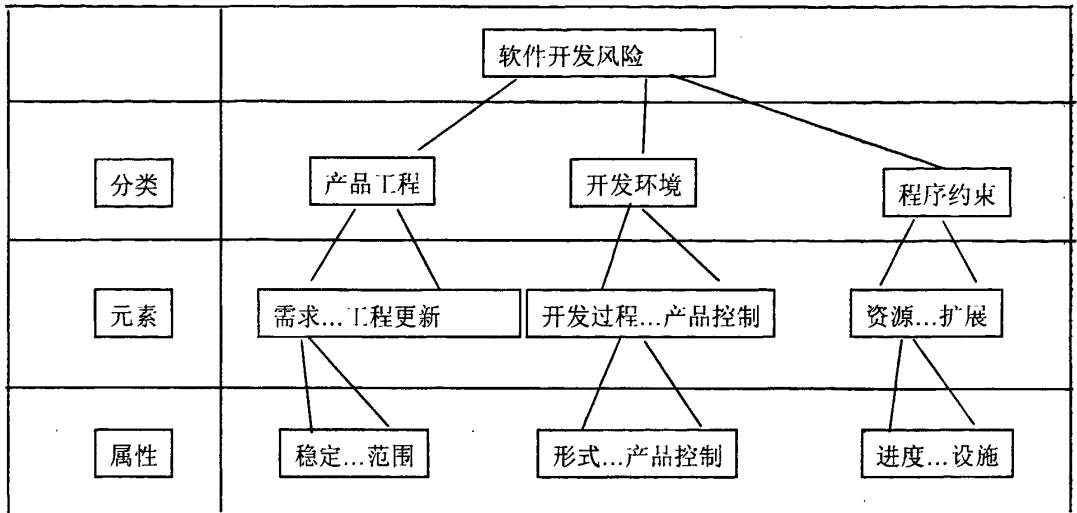 软件开发风险
分类
产品工程
开发环境
程序约束
元素
需求...工程更新
开发过程...产品控制
资源...扩展
属性
稳定...范围
形式...产品控制
进度...设施